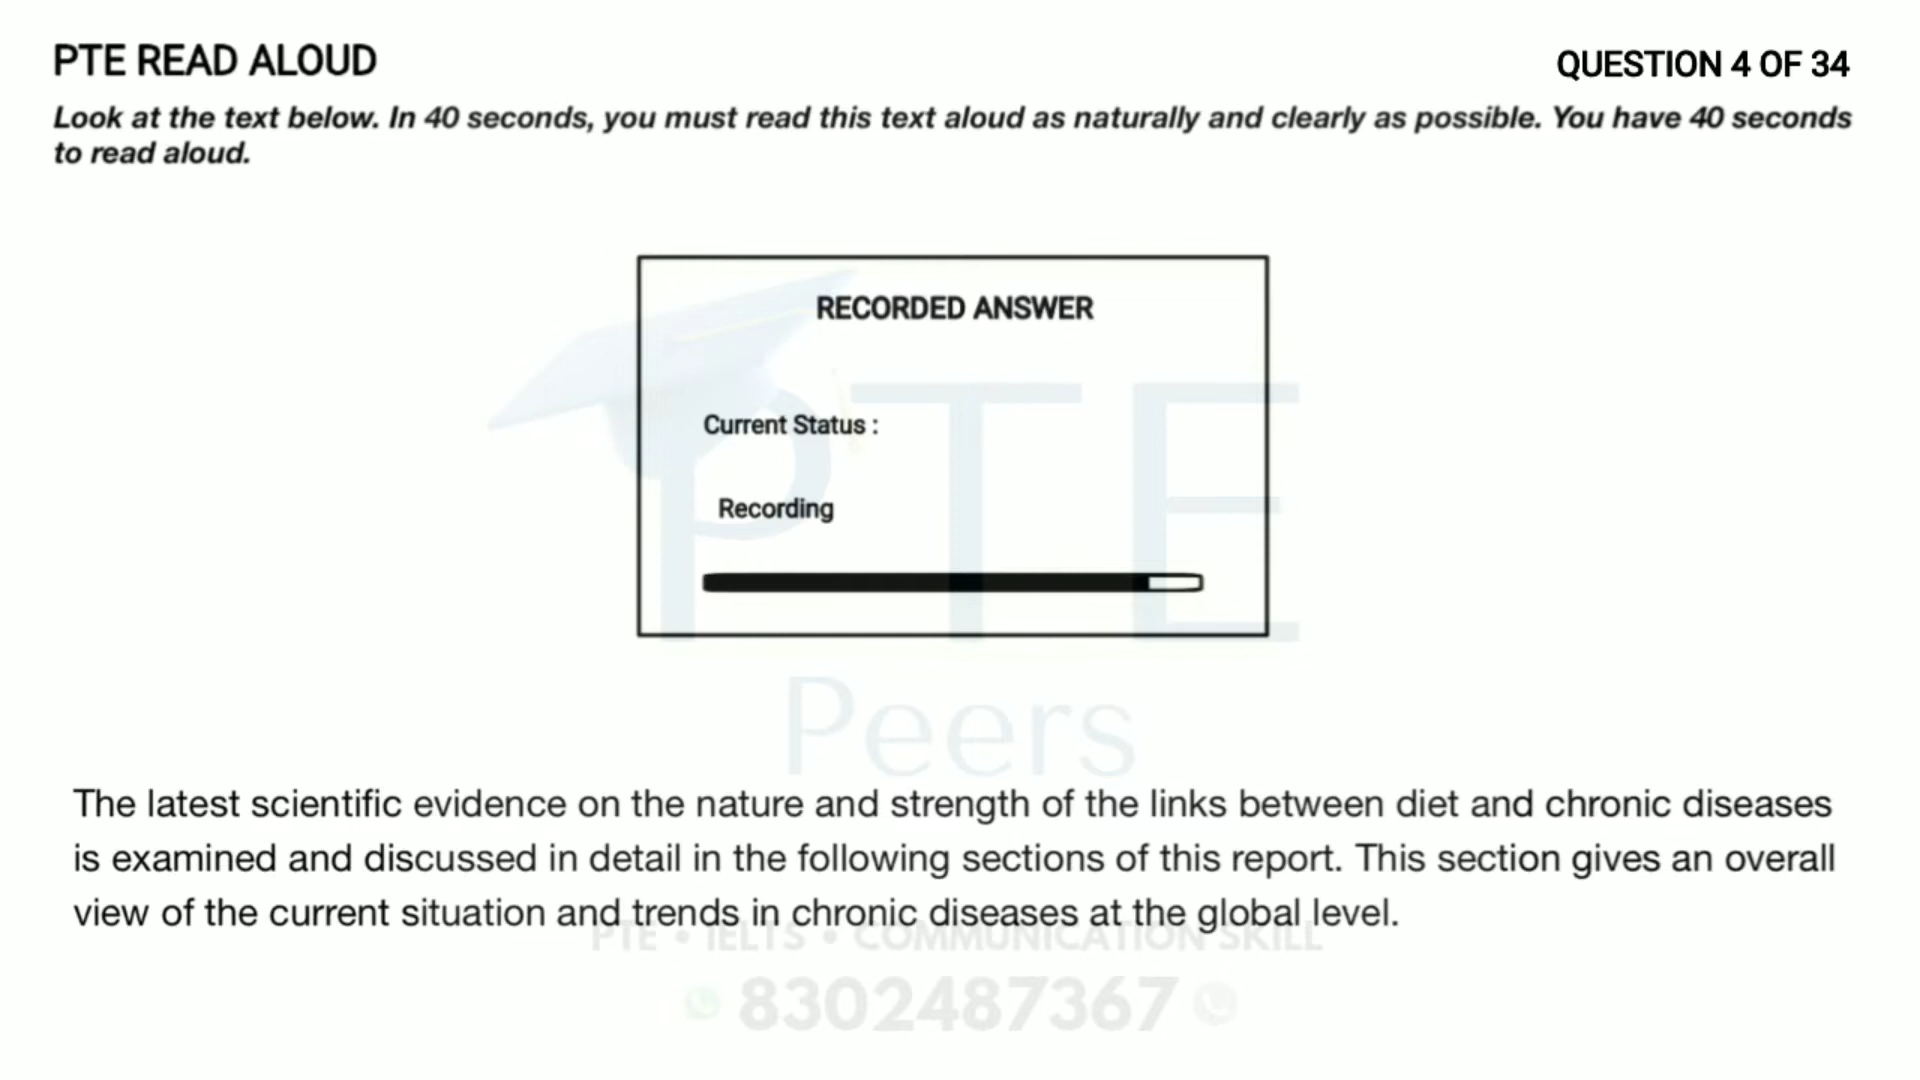 PTE READ ALOUD
QUESTION 4 OF 34
Look at the text below. In 40 seconds, you must read this text aloud as naturally and clearly as possible. You have 40 seconds
to read aloud.
RECORDED ANSWER
Current Status :
Recording
PTE
Peers
The latest scientific evidence on the nature and strength of the links between diet and chronic diseases
is examined and discussed in detail in the following sections of this report. This section gives an overall
view of the current situation and trends in chronic diseases at the global level.
PTE • IELTS • COMMUNICATION SKILL
8302487367